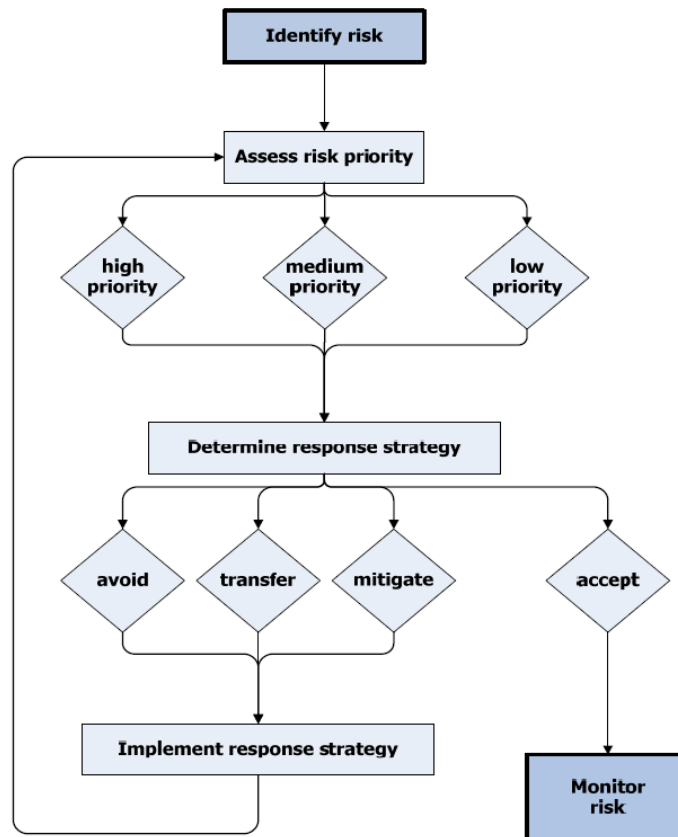 Identify risk
Assess risk priority
high
priority
medium
priority
low
priority
Determine response strategy
avoid
transfer
mitigate
accept
Implement response strategy
Monitor
risk